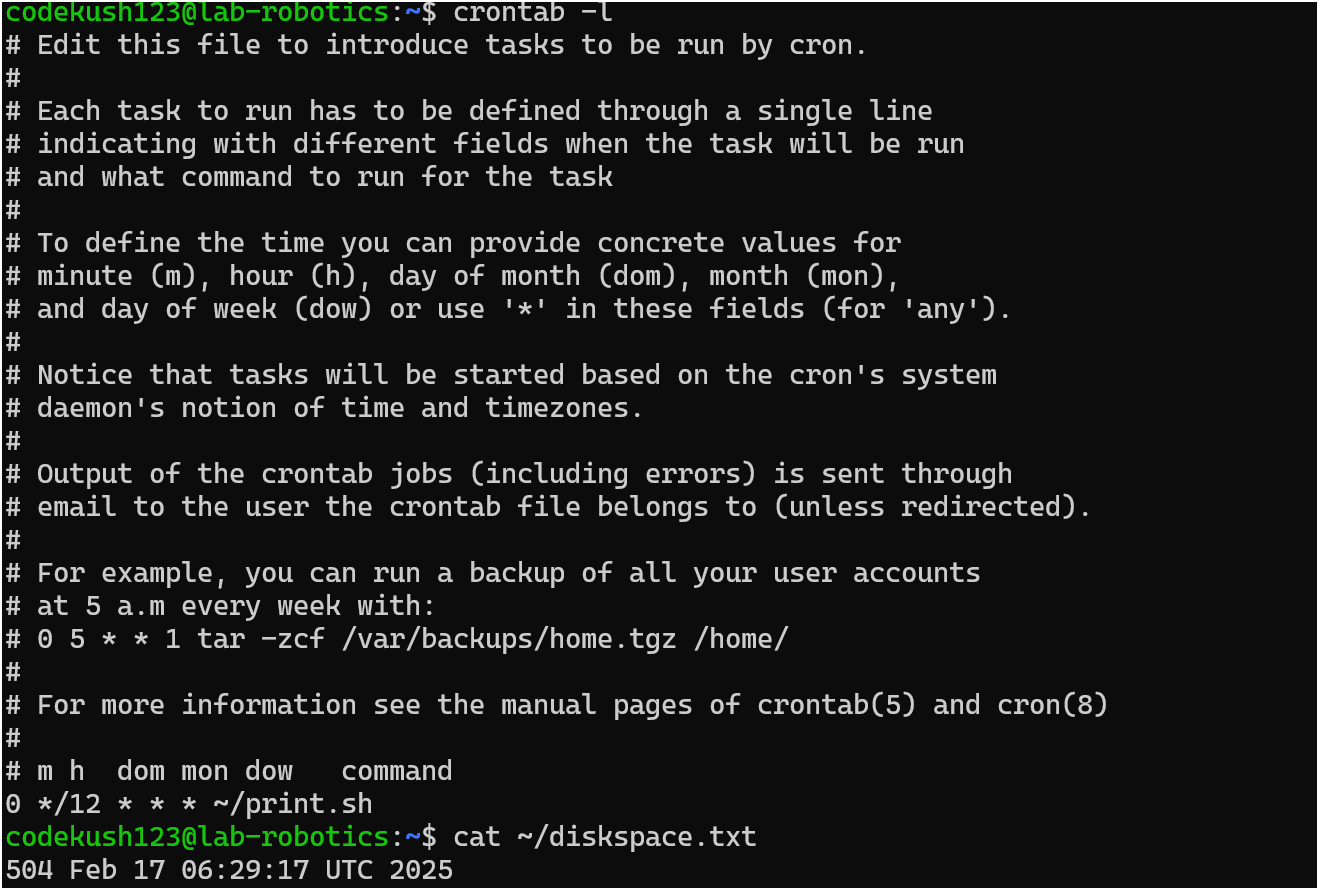 codekush123@lab-robotics:~$ crontab -l
# Edit this file to introduce tasks to be run by cron.
#
# Each task to run has to be defined through a single line
# indicating with different fields when the task will be run
# and what command to run for the task
#
# To define the time you can provide concrete values for
# minute (m), hour (h), day of month (dom), month (mon),
# and day of week (dow) or use '*' in these fields (for 'any').
#
# Notice that tasks will be started based on the cron's system
# daemon's notion of time and timezones.
#
# Output of the crontab jobs (including errors) is sent through
# email to the user the crontab file belongs to (unless redirected).
#
# For example, you can run a backup of all your user accounts
# at 5 a.m every week with:
# 0 5 * * 1 tar -zcf /var/backups/home.tgz /home/
#
# For more information see the manual pages of crontab(5) and cron(8)
#
# m h  dom mon dow   command
0 */12 * * * ~/print.sh
codekush123@lab-robotics:~$ cat ~/diskspace.txt
504 Feb 17 06:29:17 UTC 2025